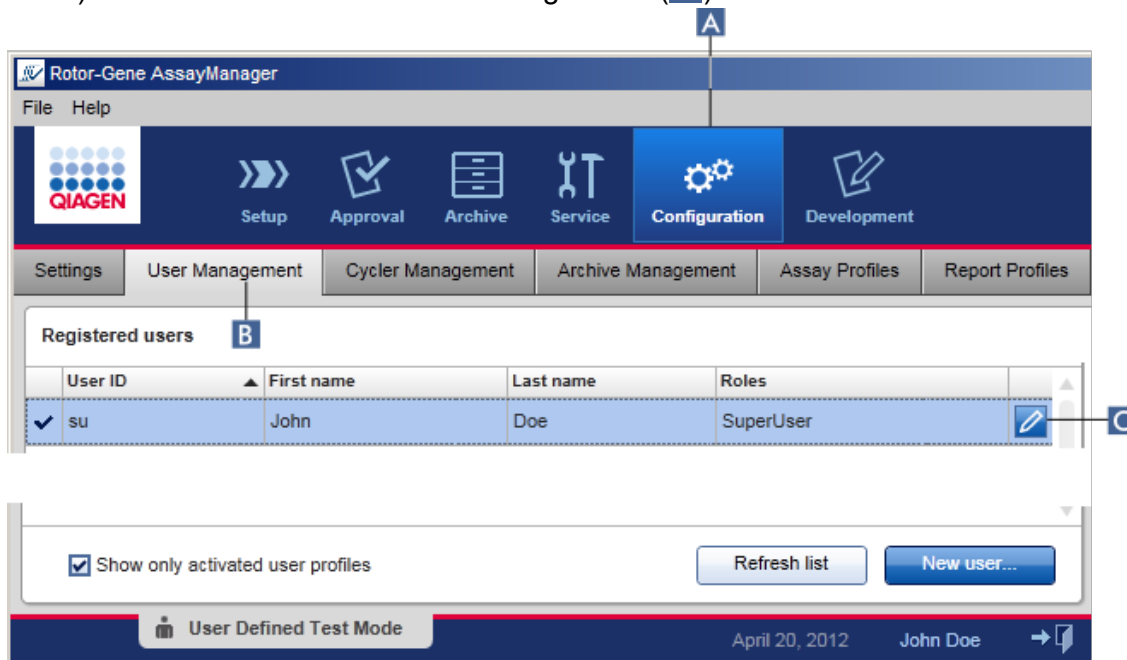 A
Rotor-Gene AssayManager
File Help
QIAGEN
Setup Approval Archive Service Configuration Development
Settings User Management Cycler Management Archive Management Assay Profiles Report Profiles
Registered users B
User ID First name Last name Roles
su John Doe SuperUser C
Show only activated user profiles Refresh list New user...
User Defined Test Mode April 20, 2012 John Doe